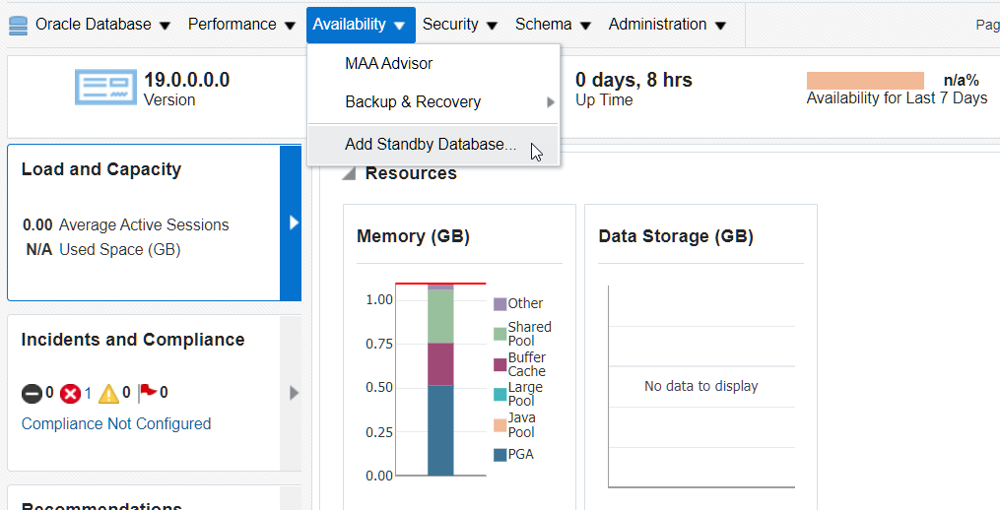 Oracle Database Performance Availability Security Schema Administration Pag
MAA Advisor
Backup & Recovery
Add Standby Database...
19.0.0.0.0
Version
0 days, 8 hrs
Up Time
n/a%
Availability for Last 7 Days
Load and Capacity
0.00 Average Active Sessions
N/A Used Space (GB)
Incidents and Compliance
0 1 0 0
Compliance Not Configured
Recommendations
Resources
Memory (GB)
1.00
0.75
0.50
0.25
0.00
Other
Shared
Pool
Buffer
Cache
Large
Pool
Java
Pool
PGA
Data Storage (GB)
No data to display